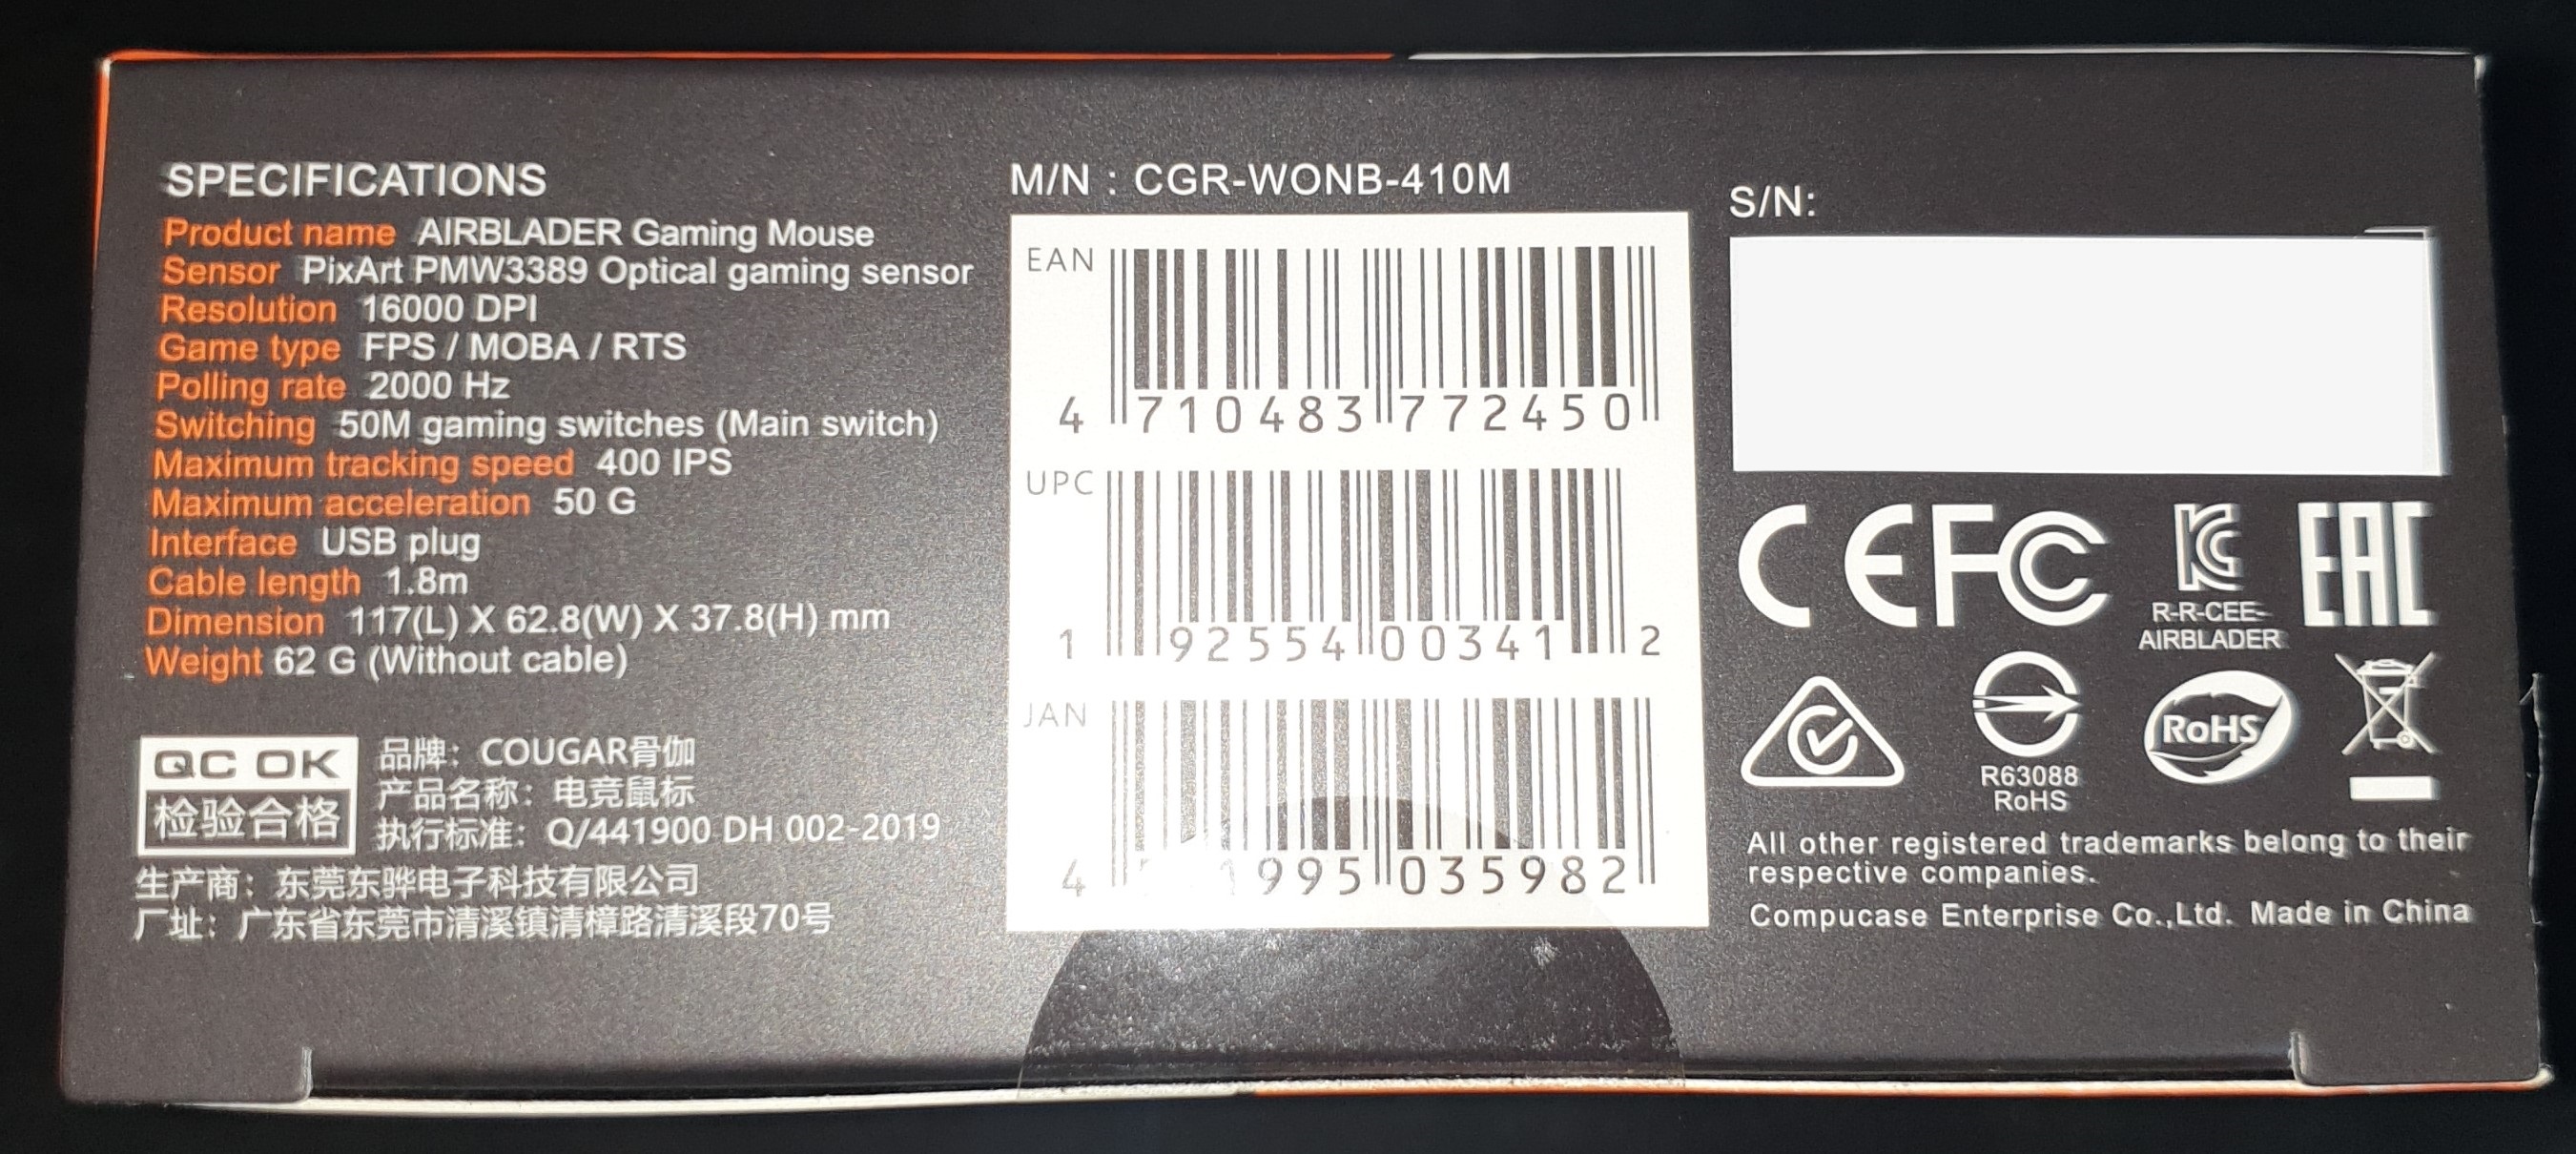 SPECIFICATIONS
Product name AIRBLADER Gaming Mouse
Sensor PixArt PMW3389 Optical gaming sensor
Resolution 16000 DPI
Game type FPS / MOBA / RTS
Polling rate 2000 Hz
Switching 50M gaming switches (Main switch)
Maximum tracking speed 400 IPS
Maximum acceleration 50 G
Interface USB plug
Cable length 1.8m
Dimension 117(L) X 62.8(W) X 37.8(H) mm
Weight 62 G (Without cable)
QC OK
检验合格
品牌：COUGAR骨伽
产品名称：电竞鼠标
执行标准：Q/441900 DH 002-2019
生产商：东莞东骅电子科技有限公司
厂址：广东省东莞市清溪镇清樟路清溪段70号
M/N : CGR-WONB-410M
EAN
4 710483 772450
UPC
1 92554 00341 2
JAN
4 995 035982
S/N:
CE FC KC EAC
R-R-CEE-
AIRBLADER
RoHS
R63088
RoHS
All other registered trademarks belong to their
respective companies.
Compucase Enterprise Co.,Ltd. Made in China